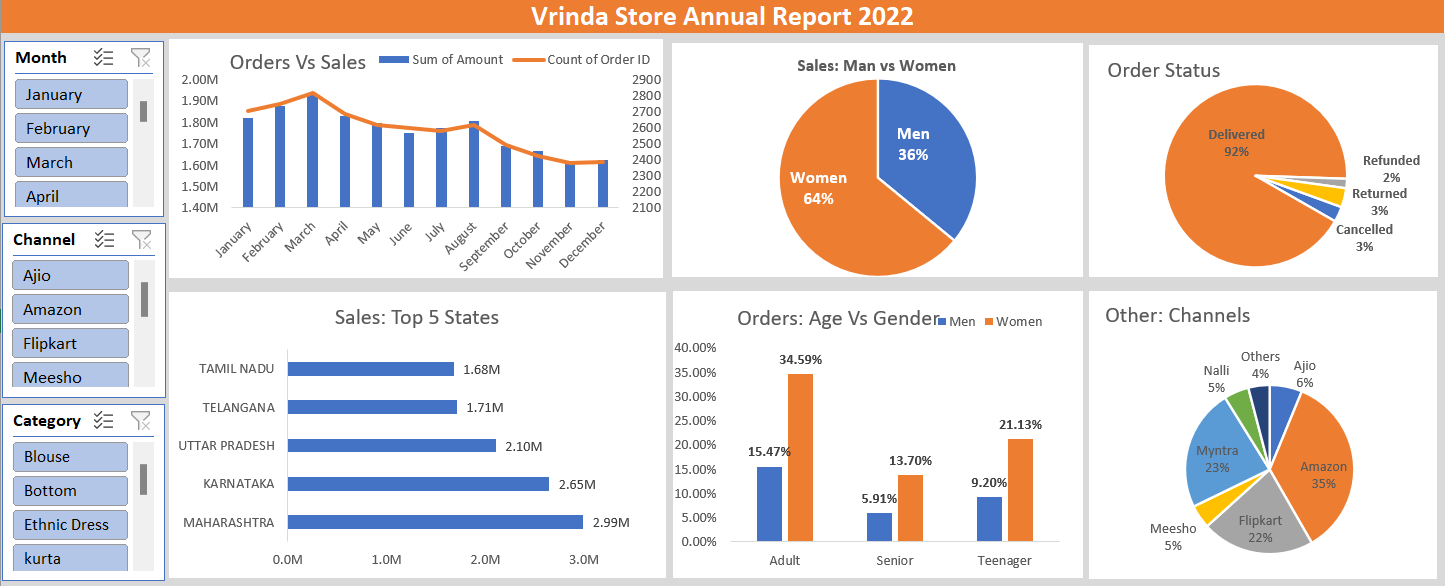 Vrinda Store Annual Report 2022
Month
January
February
March
April
Channel
Ajio
Amazon
Flipkart
Meesho
Category
Blouse
Bottom
Ethnic Dress
kurta
Orders Vs Sales
Sum of Amount
Count of Order ID
2.00M
1.90M
1.80M
1.70M
1.60M
1.50M
1.40M
2900
2800
2700
2600
2500
2400
2300
2200
2100
January
February
March
April
May
June
July
August
September
October
November
December
Sales: Man vs Women
Men
36%
Women
64%
Order Status
Delivered
92%
Refunded
2%
Returned
3%
Cancelled
3%
Sales: Top 5 States
TAMIL NADU 1.68M
TELANGANA 1.71M
UTTAR PRADESH 2.10M
KARNATAKA 2.65M
MAHARASHTRA 2.99M
0.0M 1.0M 2.0M 3.0M
Orders: Age Vs Gender
Men
Women
40.00%
35.00%
30.00%
25.00%
20.00%
15.00%
10.00%
5.00%
0.00%
15.47%
34.59%
5.91%
13.70%
9.20%
21.13%
Adult Senior Teenager
Other: Channels
Others
4%
Ajio
6%
Nalli
5%
Myntra
23%
Amazon
35%
Flipkart
22%
Meesho
5%